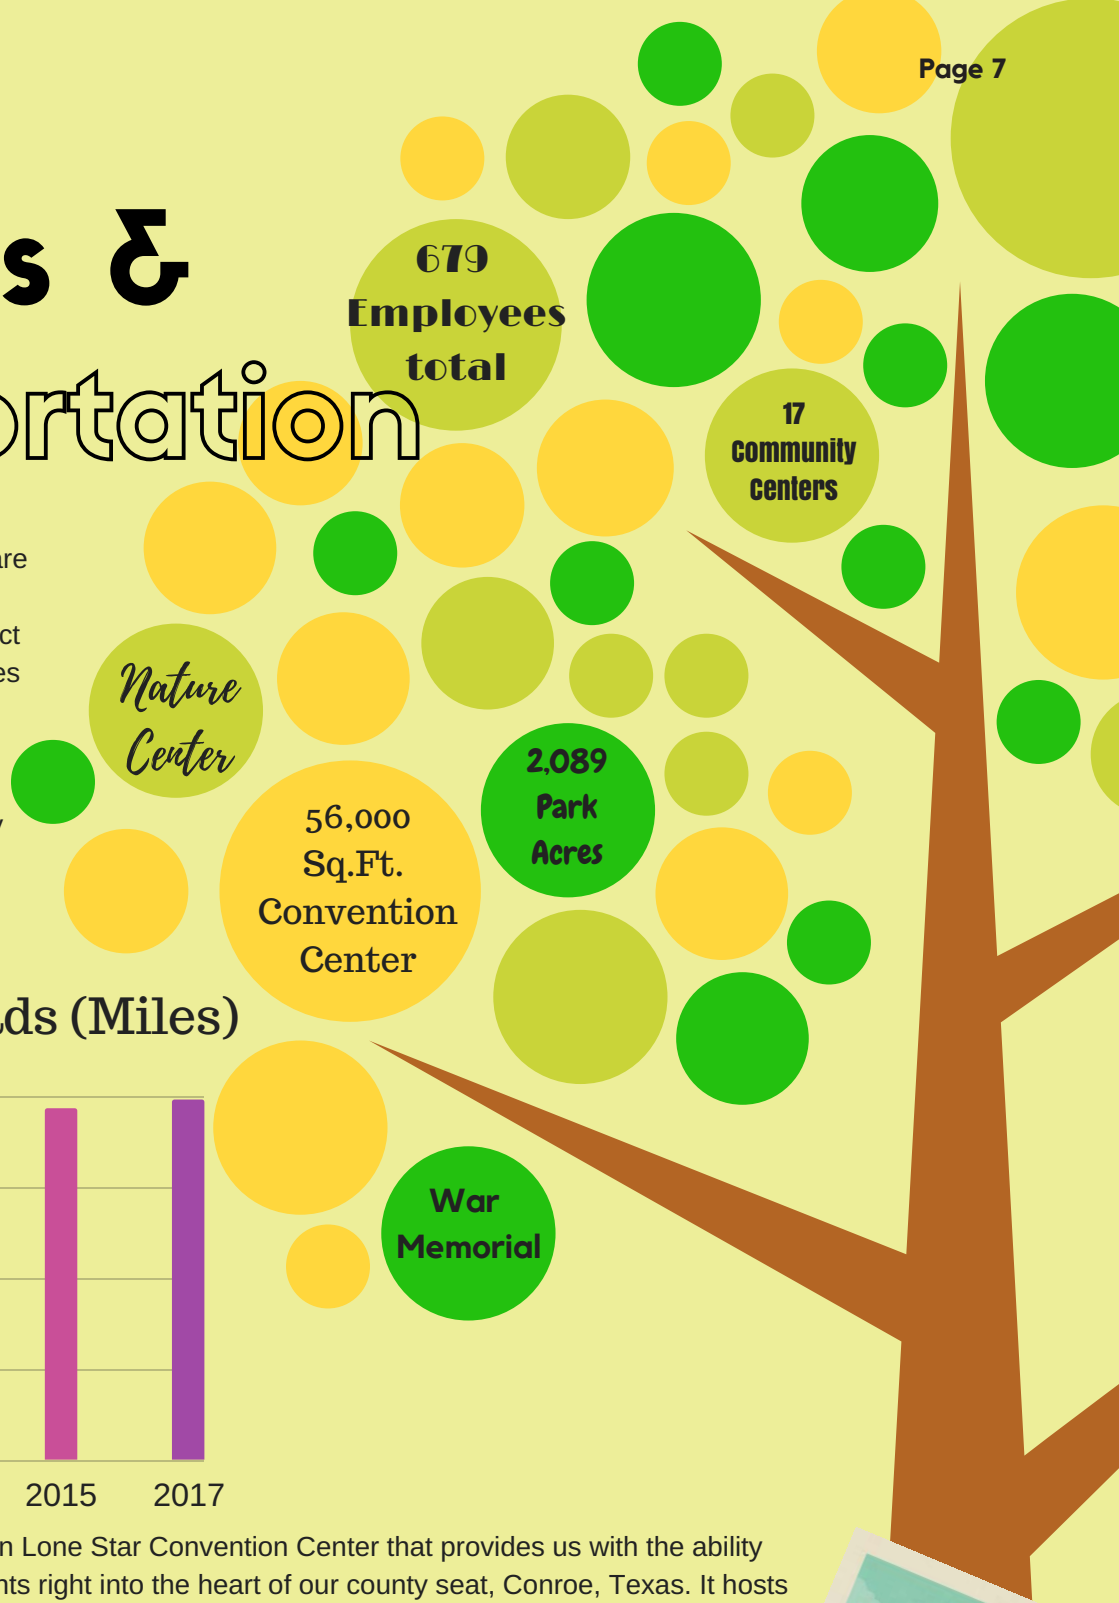 Page 7
s &
ortation
679
Employees
total
17
Community
Centers
are
ct
es
Nature
Center
y
56,000
Sq.Ft.
Convention
Center
2,089
Park
Acres
ds (Miles)
War
Memorial
2015
2017
n Lone Star Convention Center that provides us with the ability
nts right into the heart of our county seat, Conroe, Texas. It hosts